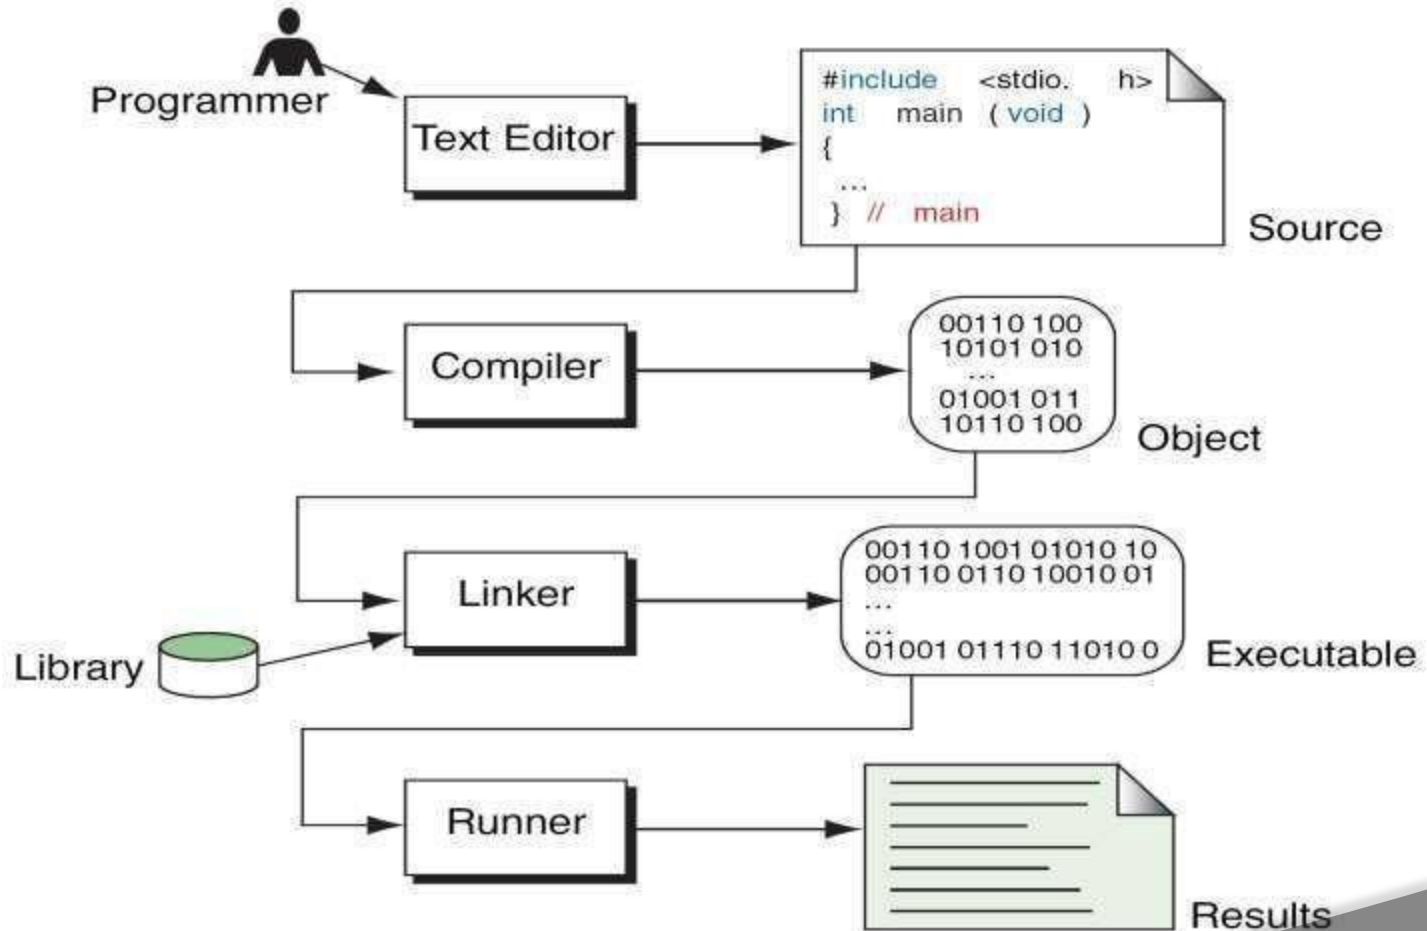 Programmer
Text Editor
#include <stdio. h>
int main ( void )
{
...
} // main
Source
Compiler
00110 100
10101 010
...
01001 011
10110 100
Object
Linker
Library
00110 1001 01010 10
00110 0110 10010 01
...
...
01001 01110 11010 0
Executable
Runner
Results